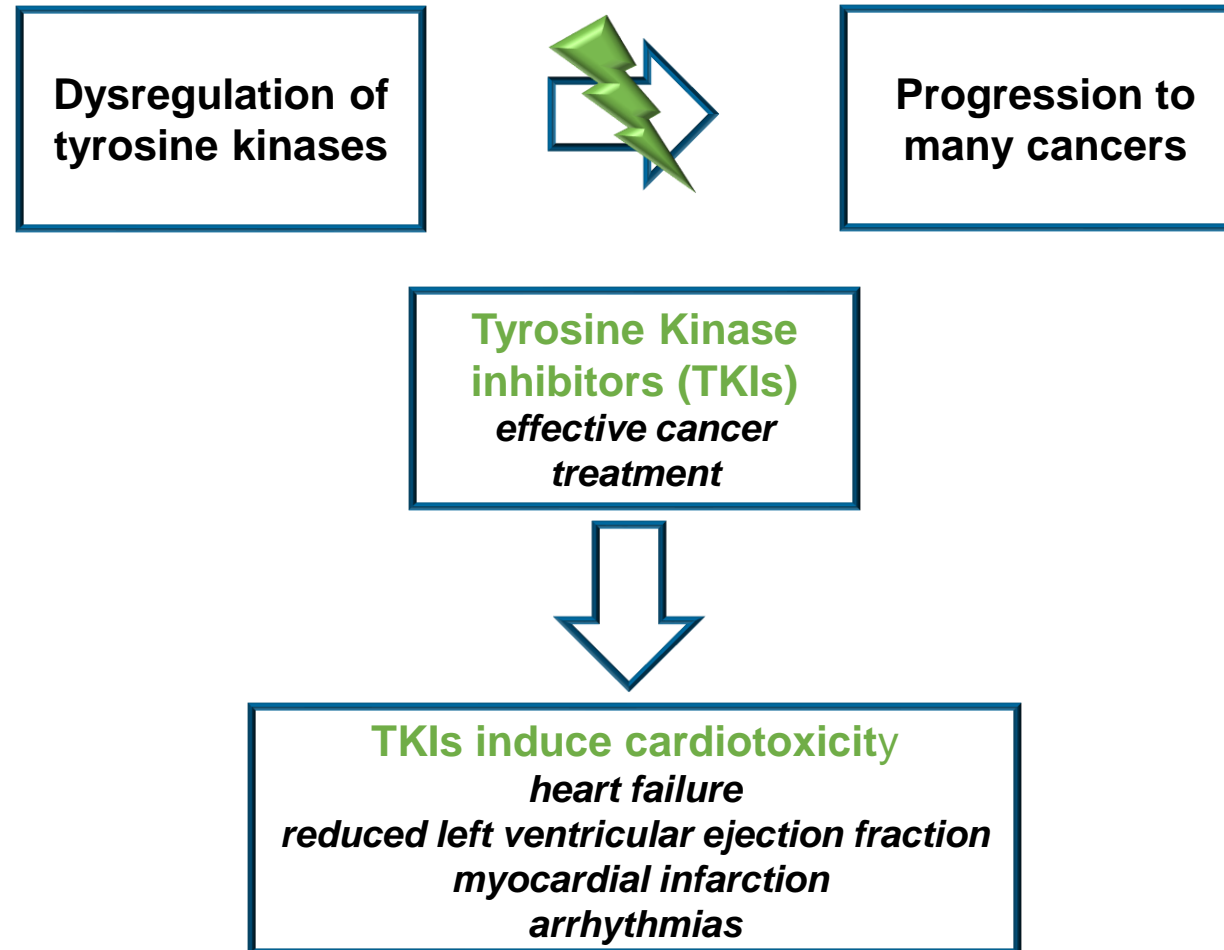 Dysregulation of
tyrosine kinases
Progression to
many cancers
Tyrosine Kinase
inhibitors (TKIs)
effective cancer
treatment
TKIs induce cardiotoxicity
heart failure
reduced left ventricular ejection fraction
myocardial infarction
arrhythmias